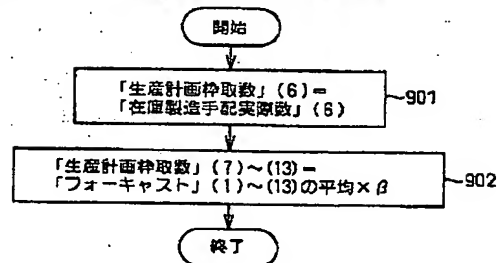 開始
「生産計画枠取数」(6)＝
「在庫製造手配実際数」(6)
901
「生産計画枠取数」(7)～(13)＝
「フォーキャスト」(1)～(13)の平均×β
902
終了